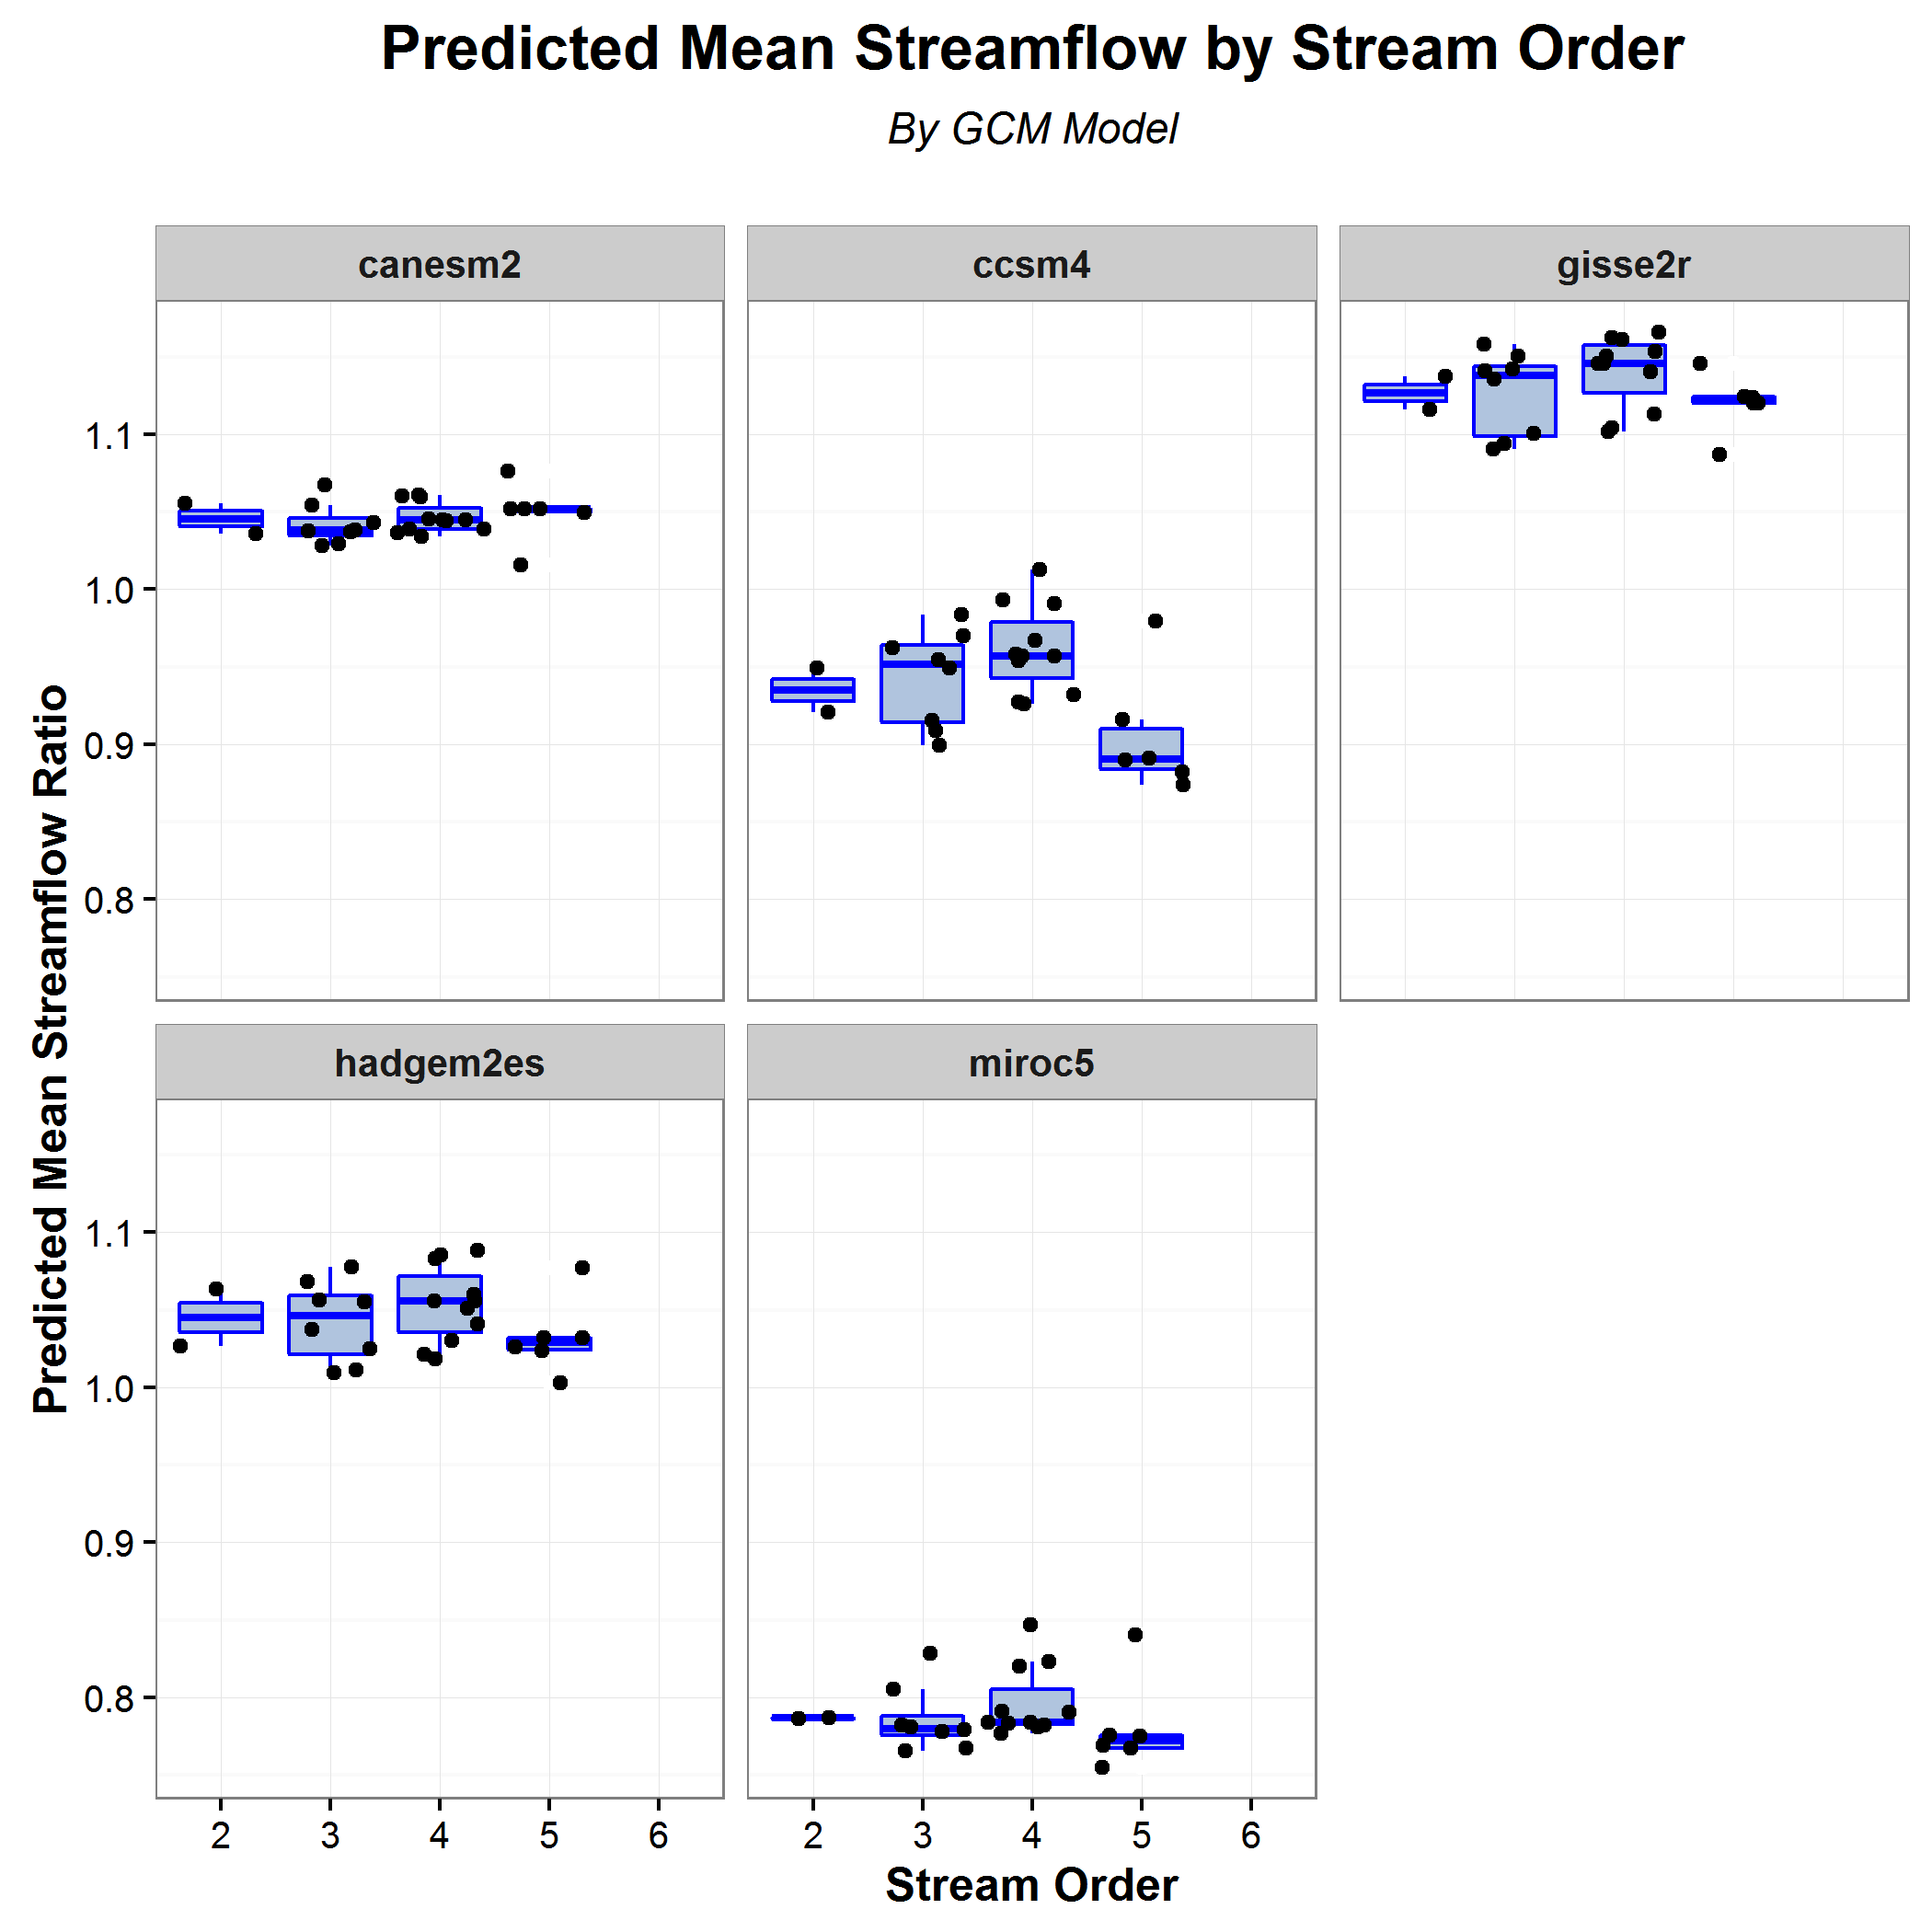 Predicted Mean Streamflow by Stream Order
By GCM Model
canesm2
ccsm4
gisse2r
1.1
1.0
0.9
0.8
Predicted Mean Streamflow Ratio
hadgem2es
miroc5
1.1
1.0
0.9
0.8
2 3 4 5 6
2 3 4 5 6
Stream Order